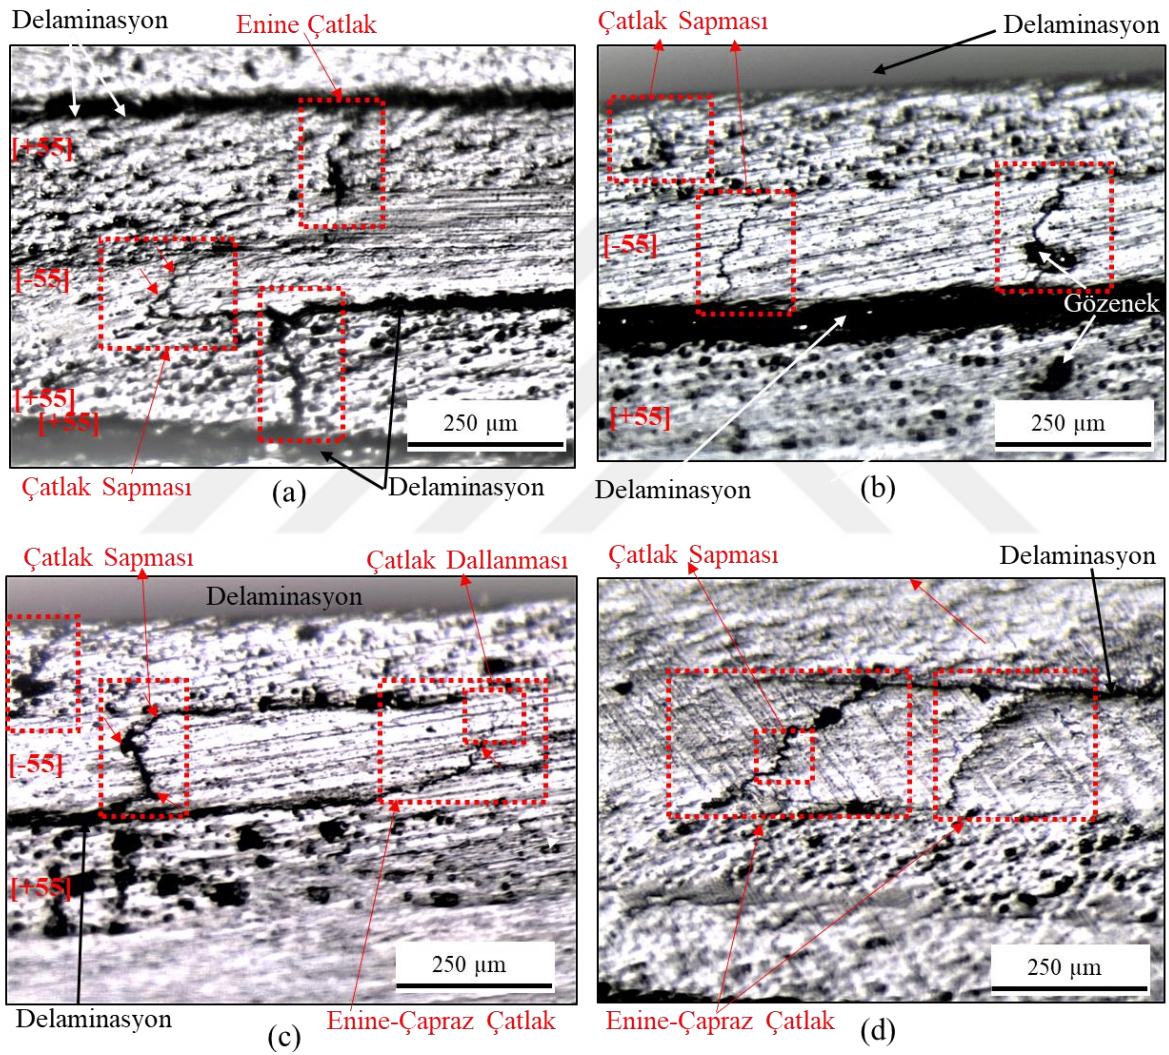 Delaminasyon
Enine Çatlak
[+55]
[-55]
[+55]
[+55]
250 µm
Çatlak Sapması
Delaminasyon
(a)
Çatlak Sapması
Delaminasyon
[-55]
Gözenek
[+55]
250 µm
Delaminasyon
(b)
Çatlak Sapması
Çatlak Dallanması
Delaminasyon
[-55]
[+55]
250 µm
Delaminasyon
Enine-Çapraz Çatlak
(c)
Çatlak Sapması
Delaminasyon
250 µm
Enine-Çapraz Çatlak
(d)